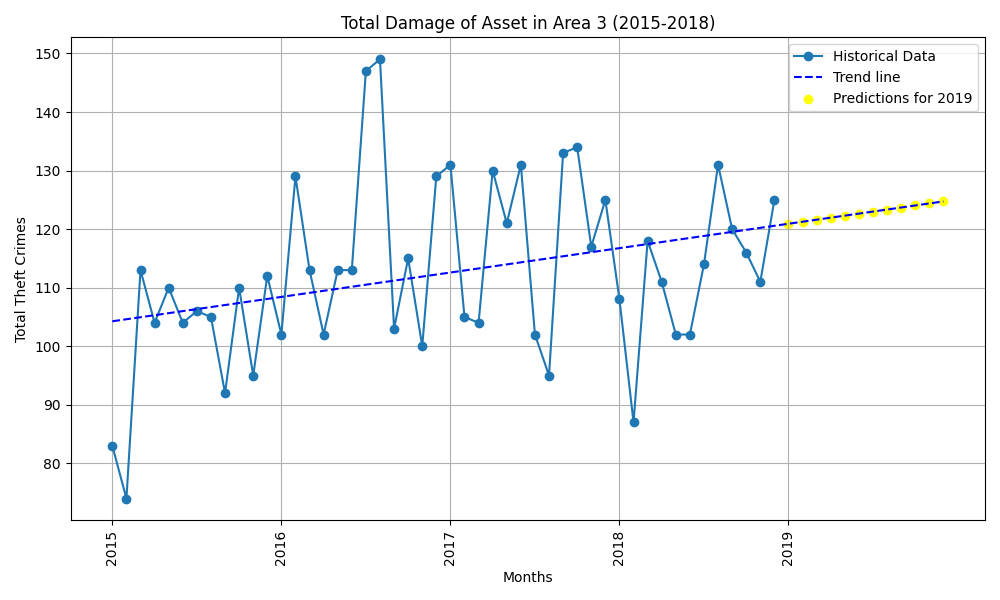 Total Damage of Asset in Area 3 (2015-2018)
Historical Data
Trend line
Predictions for 2019
Total Theft Crimes
150
140
130
120
110
100
90
80
2015
2016
2017
2018
2019
Months